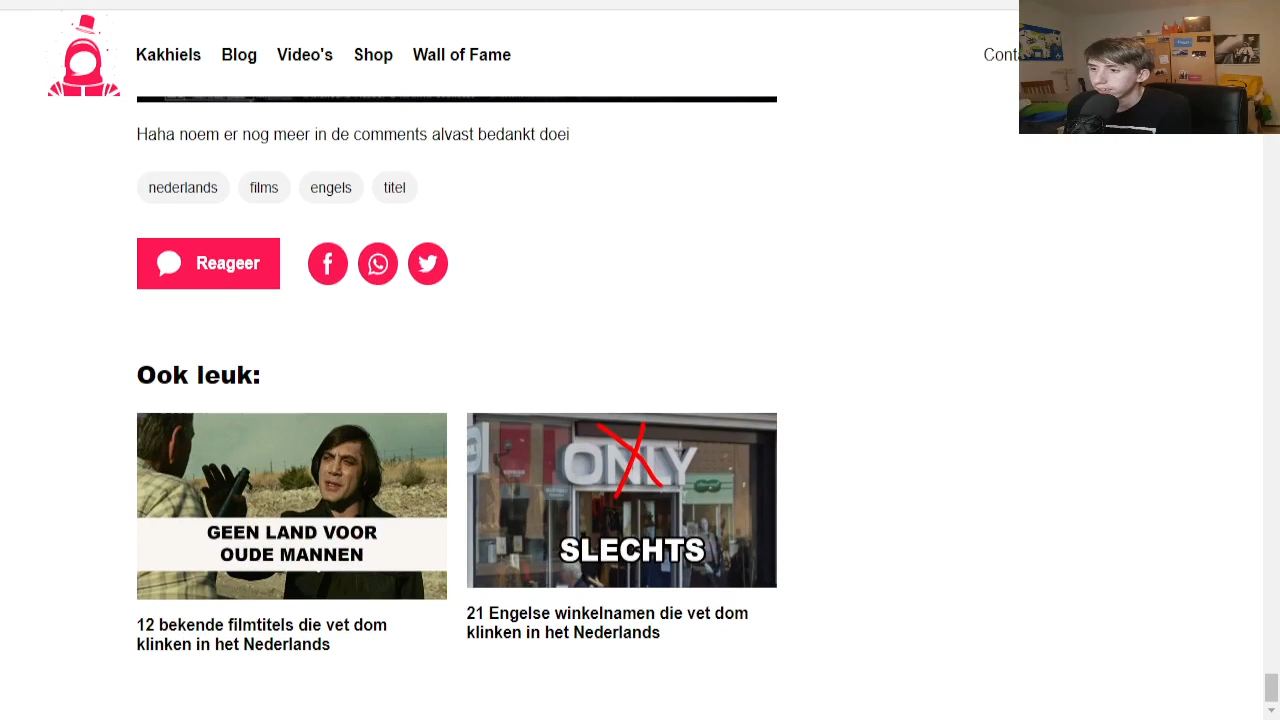 Kakhiels Blog Video's Shop Wall of Fame
Haha noem er nog meer in de comments alvast bedankt doei
nederlands films engels titel
Reageer
Ook leuk:
GEEN LAND VOOR
OUDE MANNEN
ONLY
SLECHTS
12 bekende filmtitels die vet dom
klinken in het Nederlands
21 Engelse winkelnamen die vet dom
klinken in het Nederlands